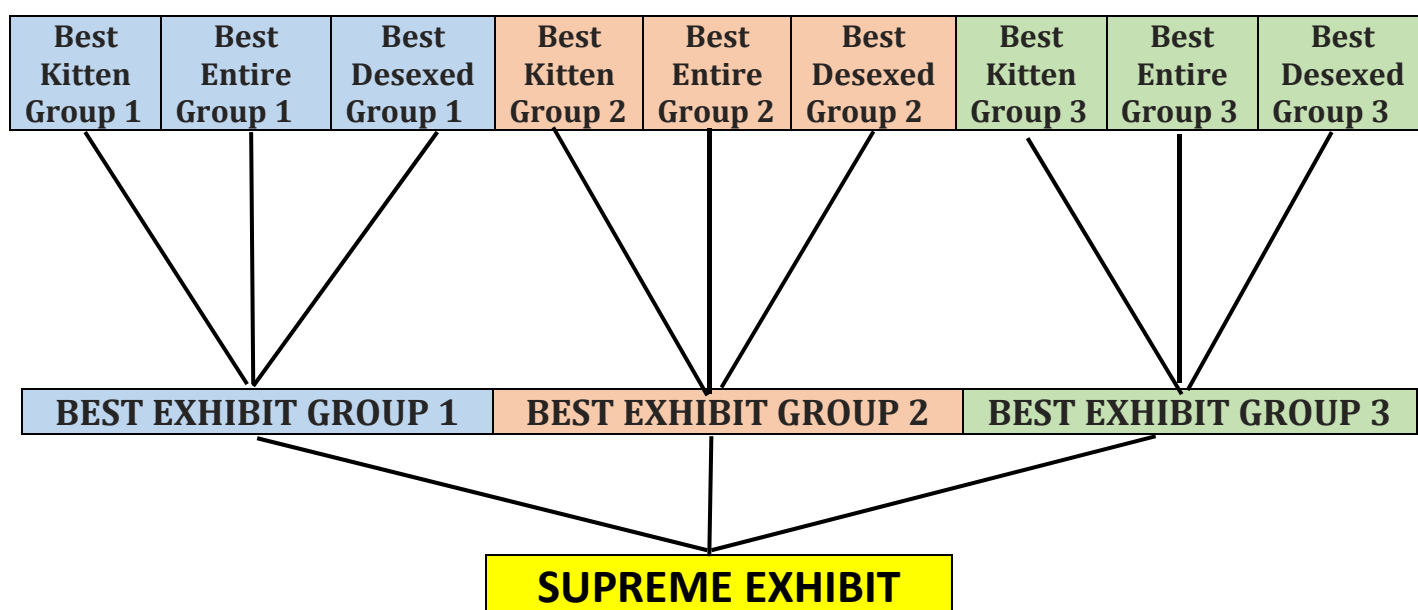 Best
Kitten
Group 1
Best
Entire
Group 1
Best
Desexed
Group 1
Best
Kitten
Group 2
Best
Entire
Group 2
Best
Desexed
Group 2
Best
Kitten
Group 3
Best
Entire
Group 3
Best
Desexed
Group 3
BEST EXHIBIT GROUP 1
BEST EXHIBIT GROUP 2
BEST EXHIBIT GROUP 3
SUPREME EXHIBIT